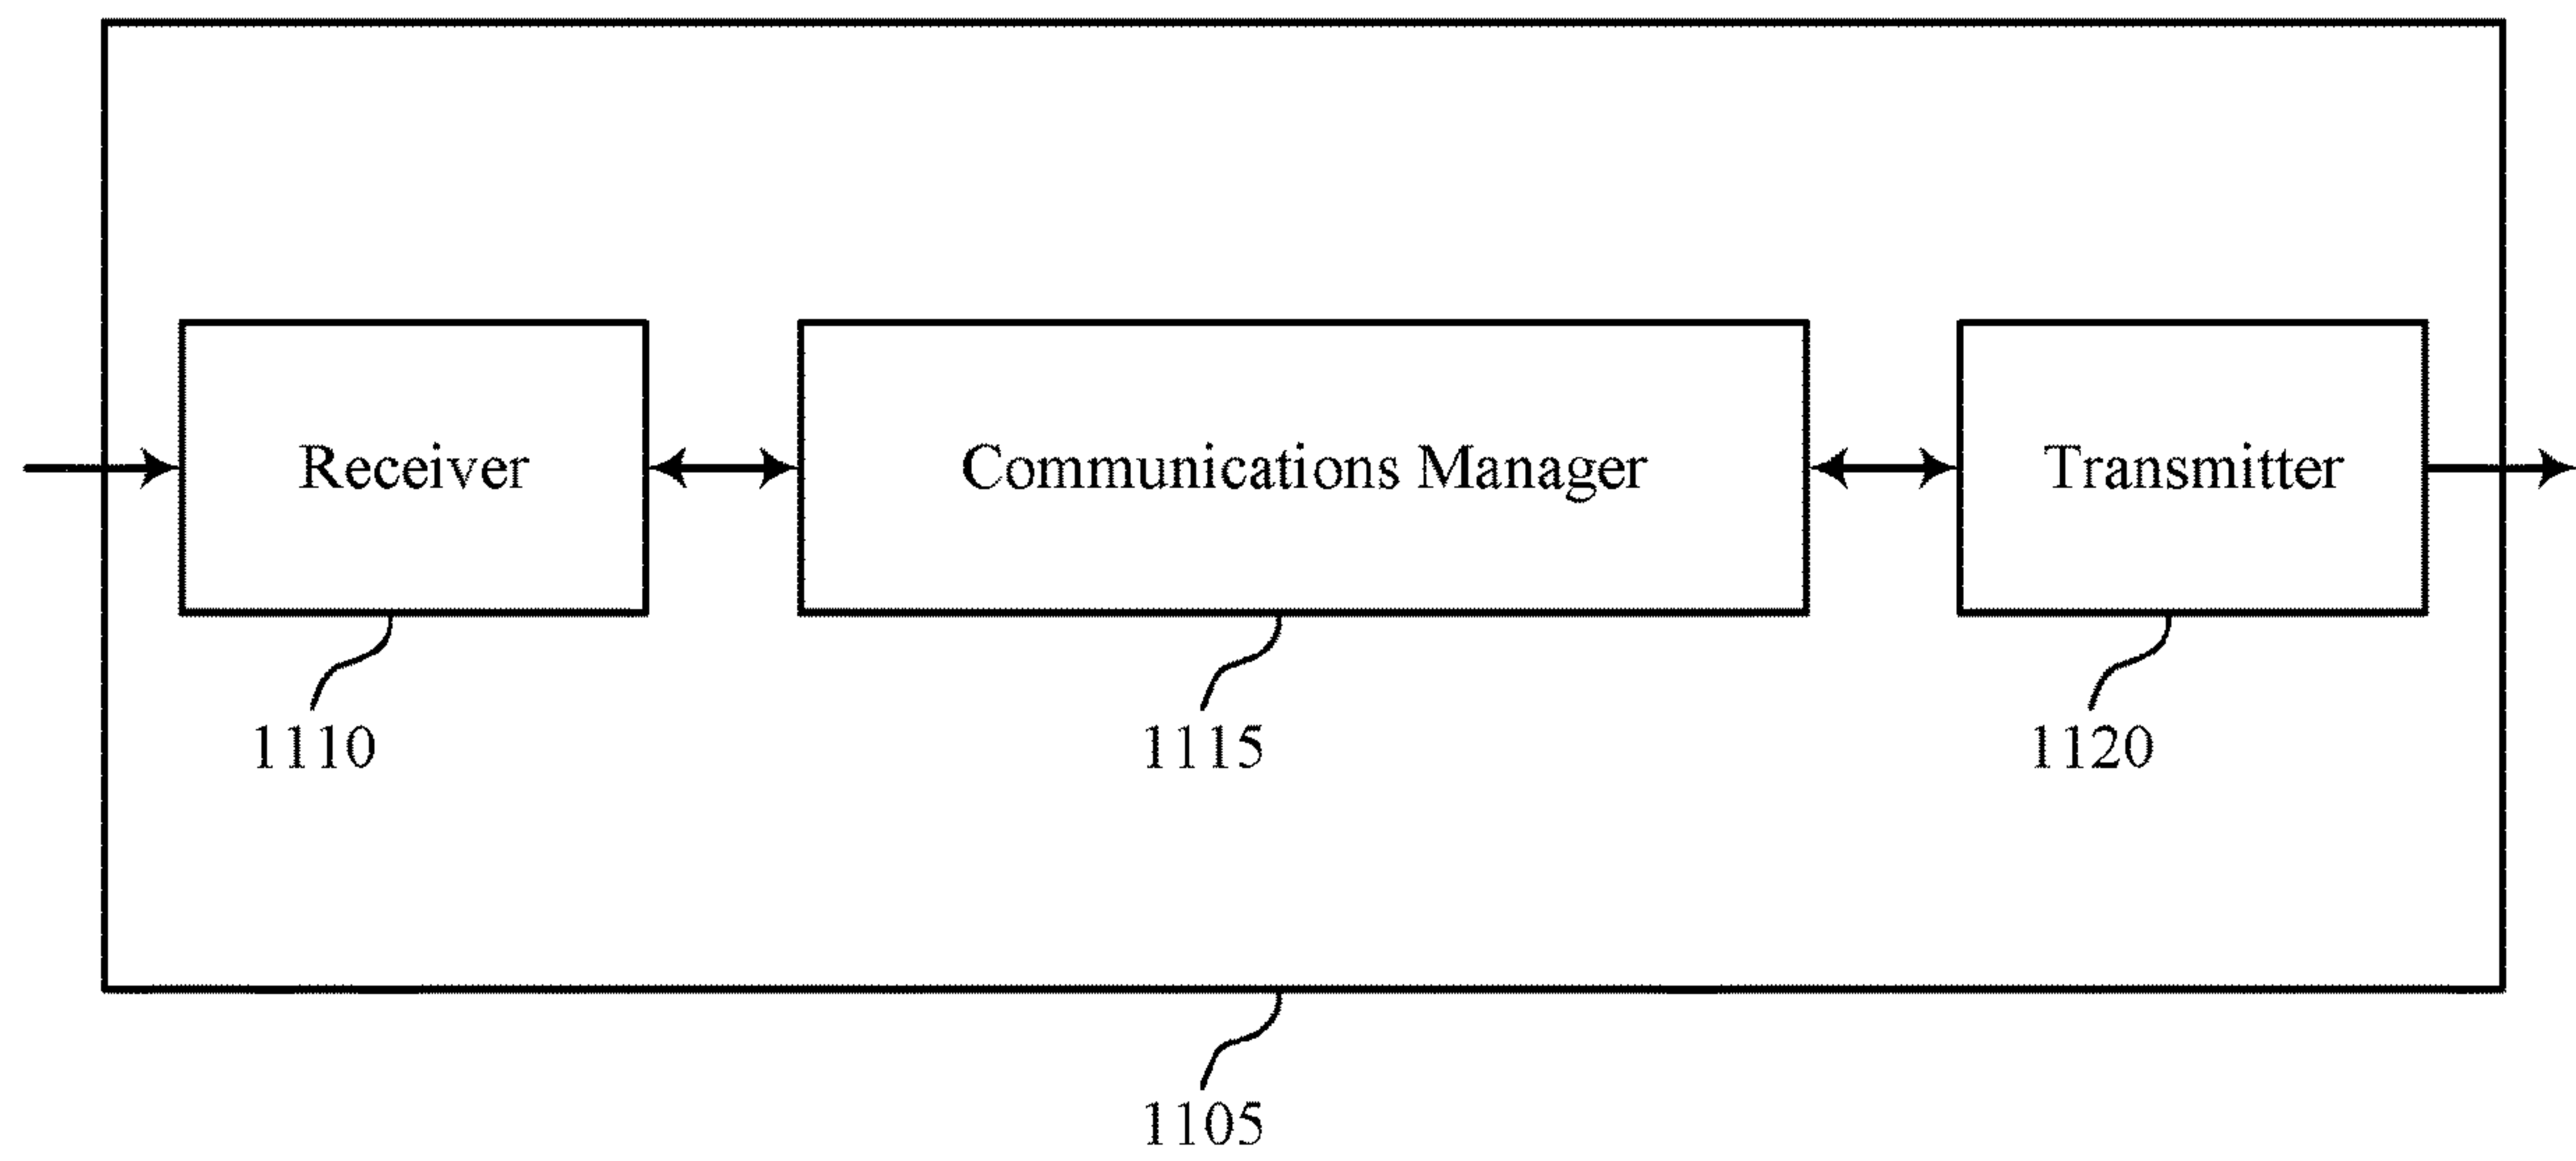 Receiver
Communications Manager
Transmitter
1110
1115
1120
1105